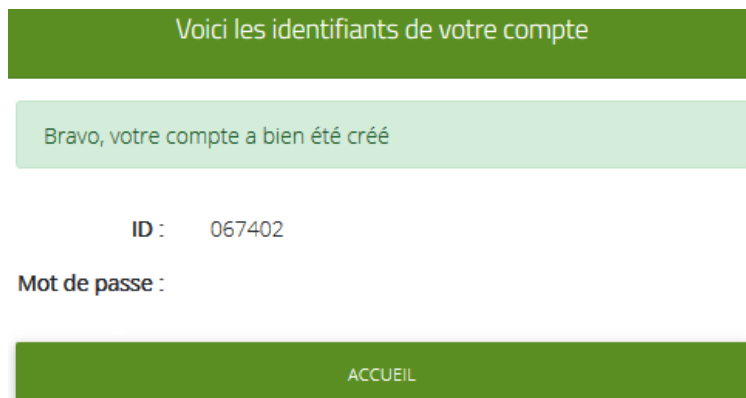 Voici les identifiants de votre compte
Bravo, votre compte a bien été créé
ID : 067402
Mot de passe :
ACCUEIL